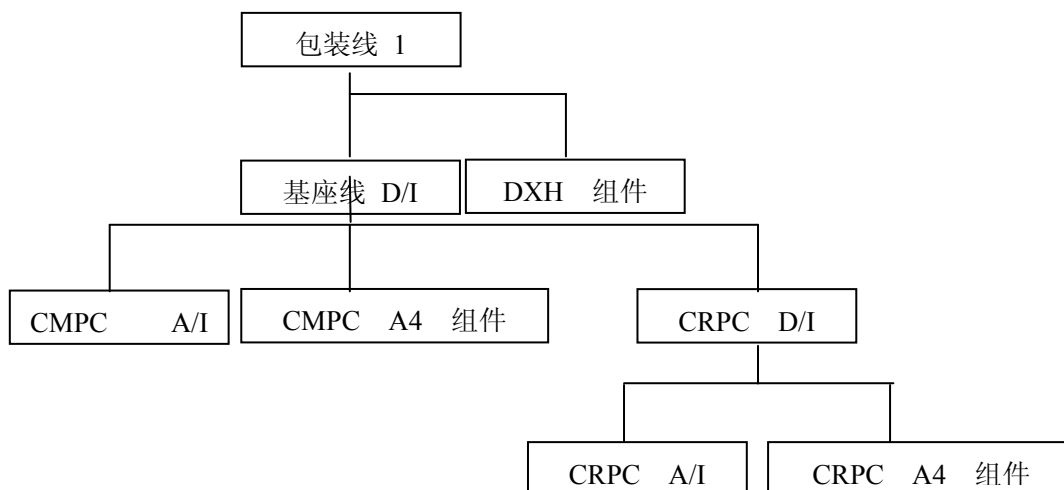 包装线 1
基座线 D/I
DXH 组件
CMPC A/I
CMPC A4 组件
CRPC D/I
CRPC A/I
CRPC A4 组件